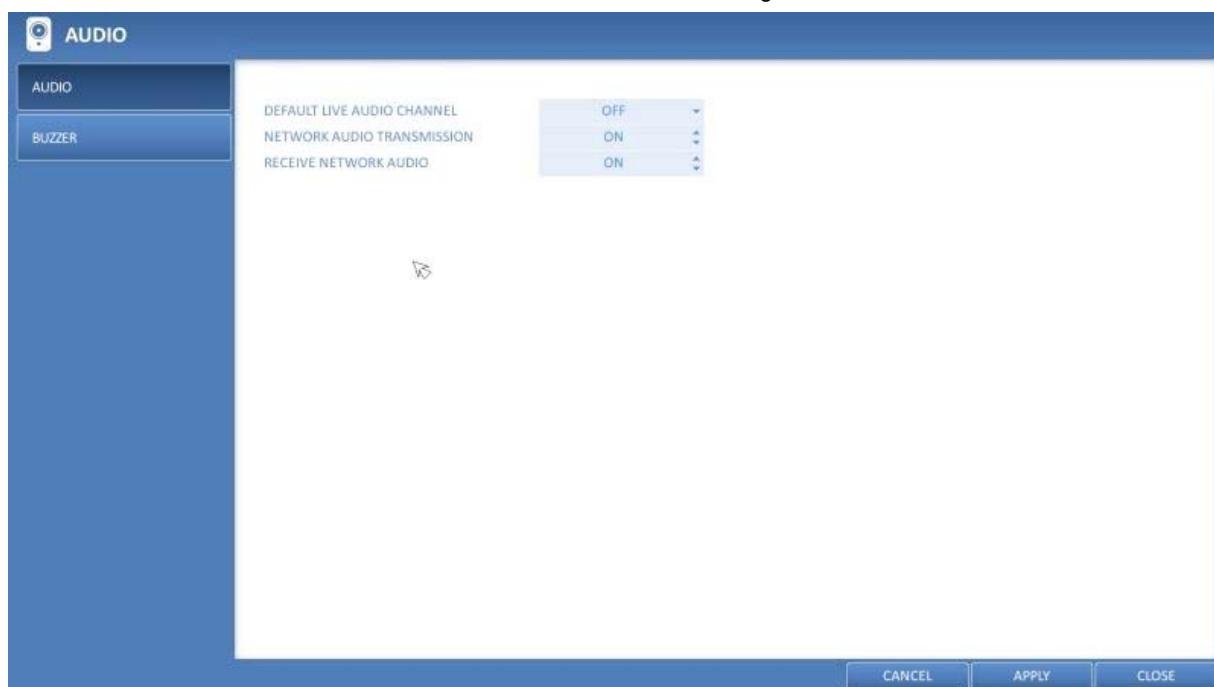 AUDIO
AUDIO
BUZZER
DEFAULT LIVE AUDIO CHANNEL OFF
NETWORK AUDIO TRANSMISSION ON
RECEIVE NETWORK AUDIO ON
CANCEL APPLY CLOSE